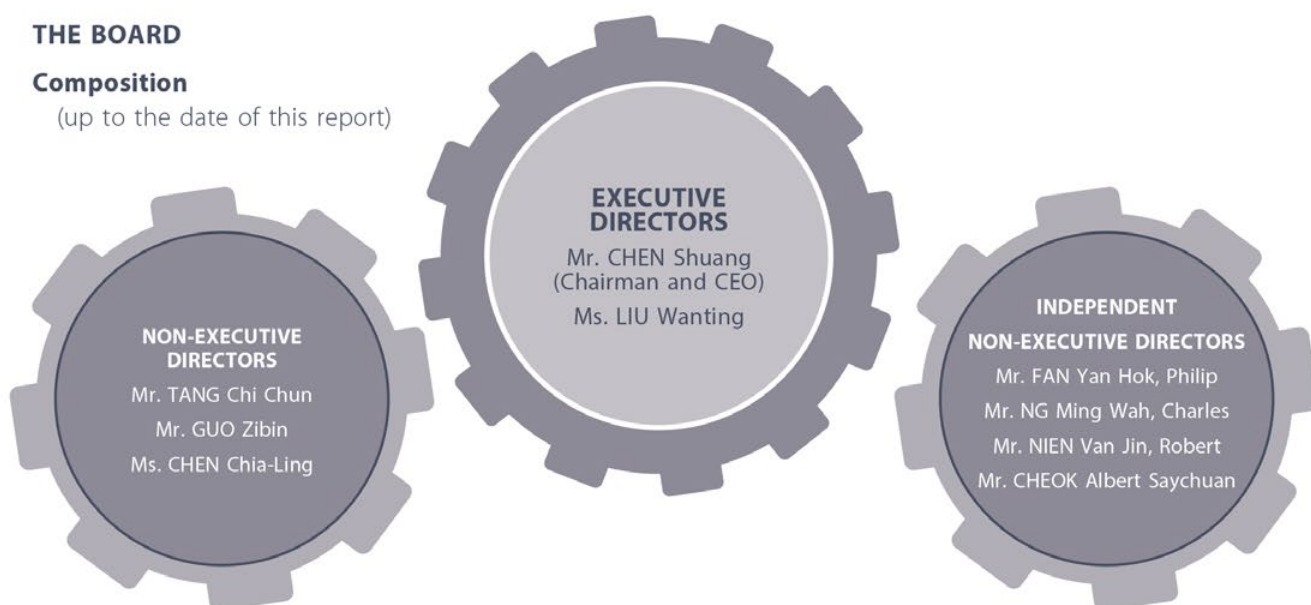 THE BOARD
Composition
(up to the date of this report)
EXECUTIVE
DIRECTORS
Mr. CHEN Shuang
(Chairman and CEO)
Ms. LIU Wanting
NON-EXECUTIVE
DIRECTORS
Mr. TANG Chi Chun
Mr. GUO Zibin
Ms. CHEN Chia-Ling
INDEPENDENT
NON-EXECUTIVE DIRECTORS
Mr. FAN Yan Hok, Philip
Mr. NG Ming Wah, Charles
Mr. NIEN Van Jin, Robert
Mr. CHEOK Albert Saychuan